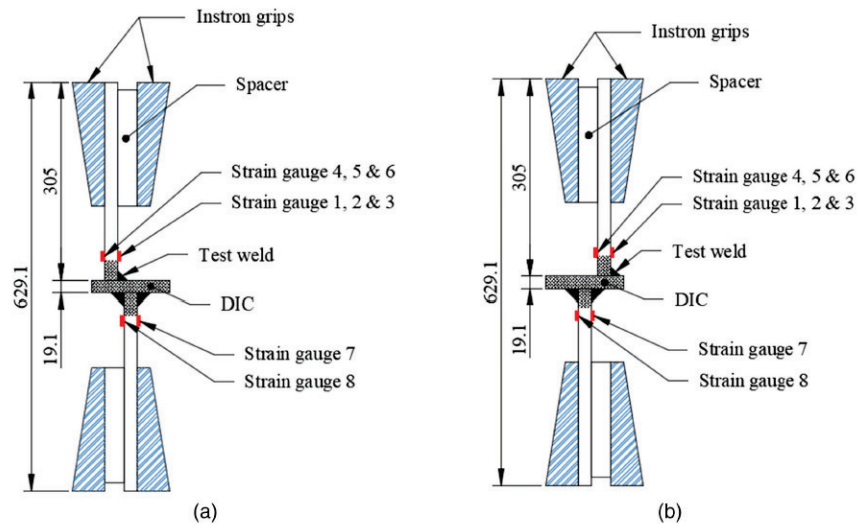 Instron grips
Spacer
305
629.1
Strain gauge 4, 5 & 6
Strain gauge 1, 2 & 3
Test weld
DIC
19.1
Strain gauge 7
Strain gauge 8
(a)
Instron grips
Spacer
305
629.1
Strain gauge 4, 5 & 6
Strain gauge 1, 2 & 3
Test weld
DIC
19.1
Strain gauge 7
Strain gauge 8
(b)